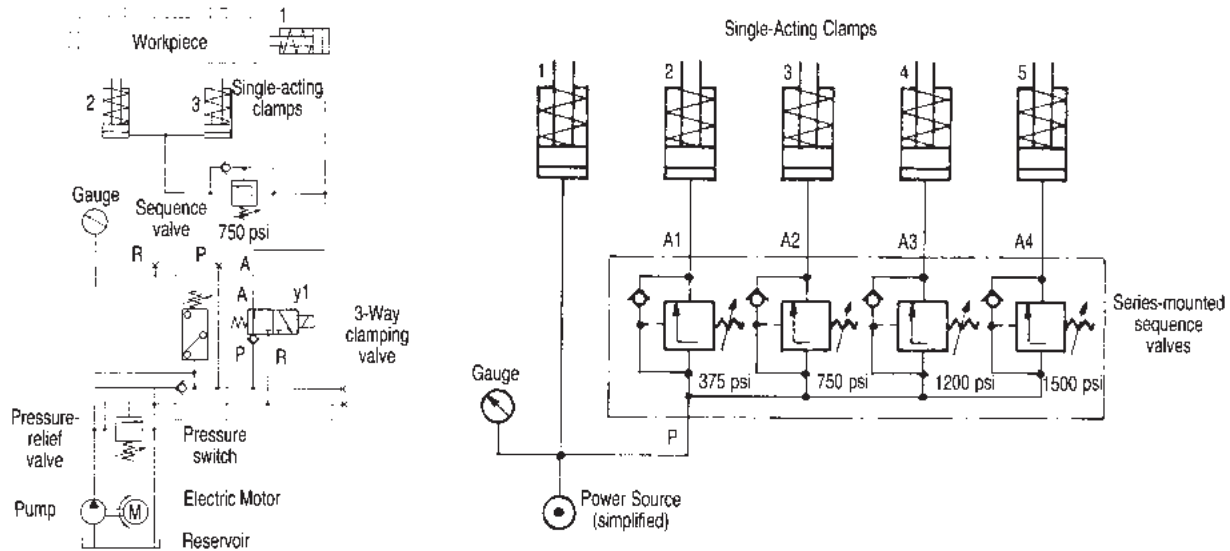 1
Workpiece
Single-acting
clamps
2
3
Gauge
Sequence
valve
750 psi
R
P
A
A
y1
3-Way
clamping
valve
P
R
Pressure-
relief
valve
Pressure
switch
Pump
M
Electric Motor
Reservoir
Single-Acting Clamps
1
2
3
4
5
A1
A2
A3
A4
Series-mounted
sequence
valves
375 psi
750 psi
1200 psi
1500 psi
Gauge
P
Power Source
(simplified)